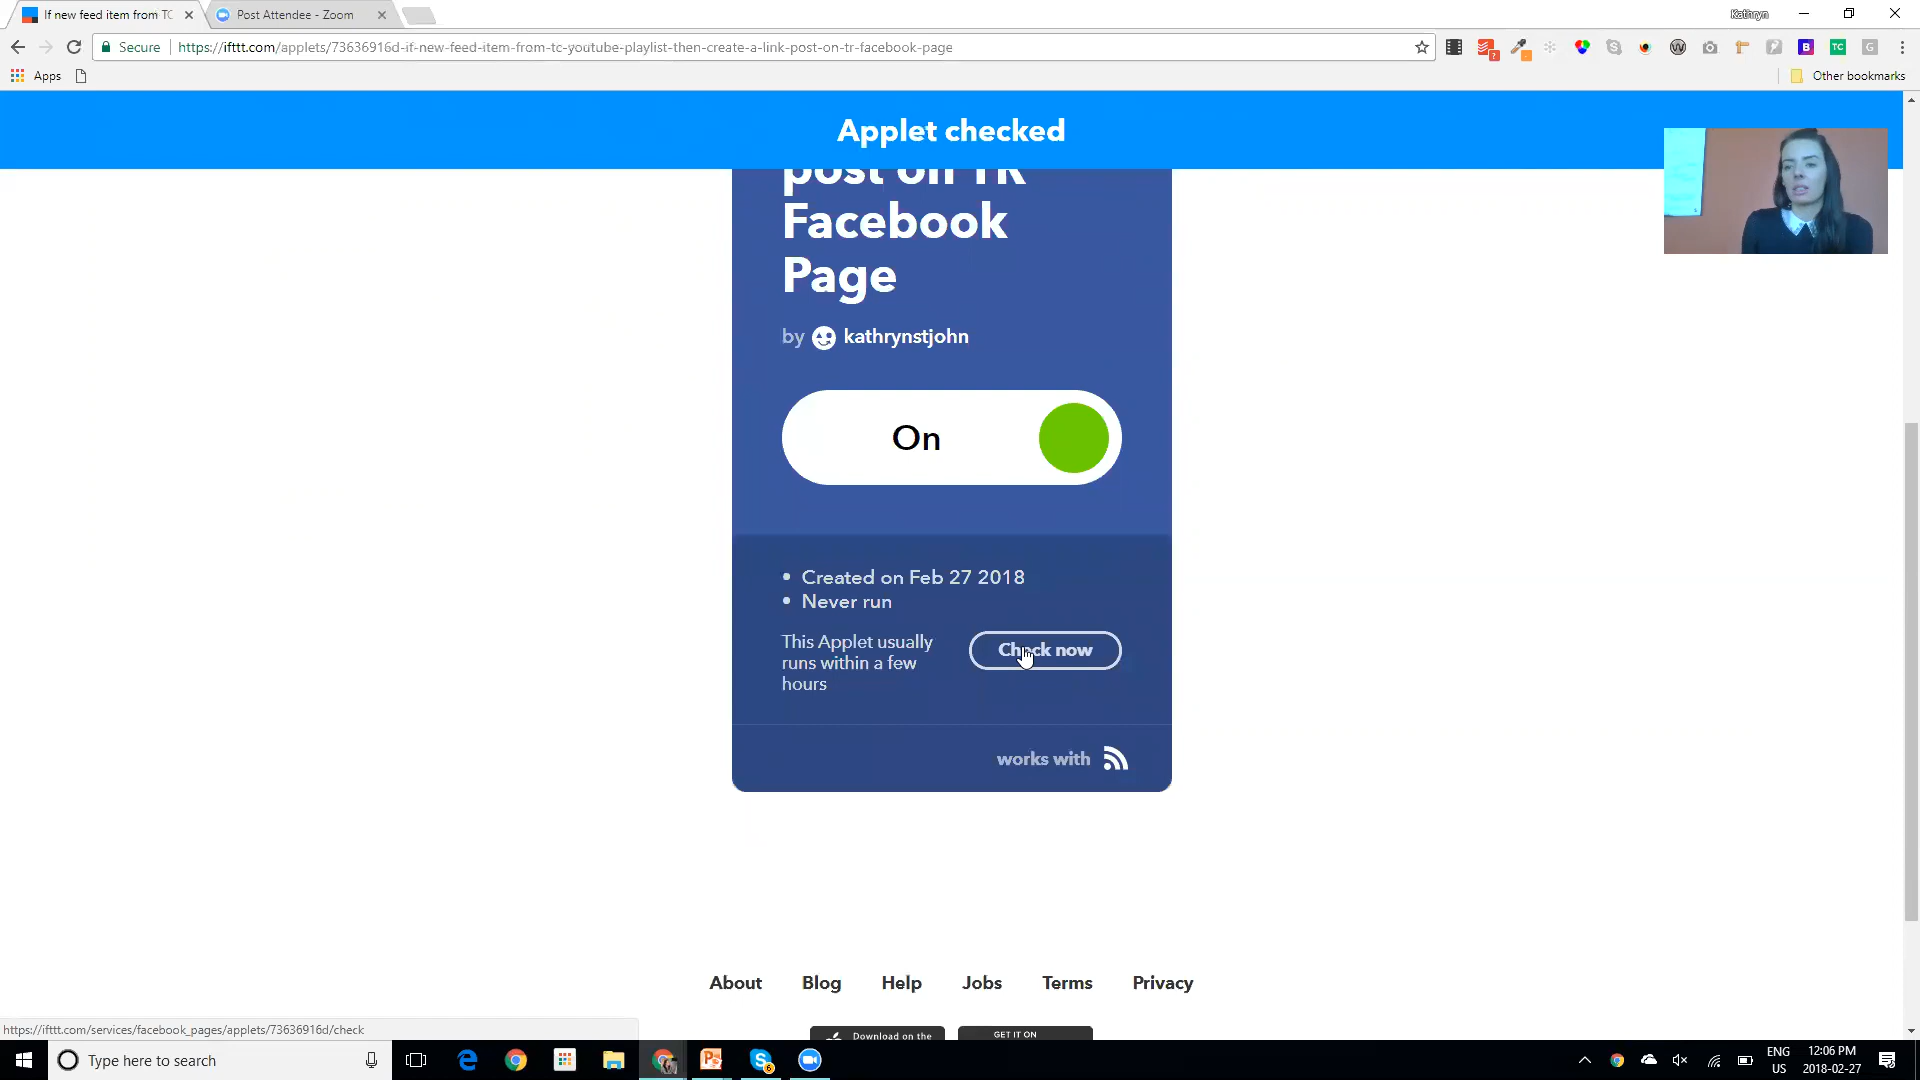 If new feed item from TC
Post Attendee - Zoom
Kathryn
Secure
https://ifttt.com/applets/73636916d-if-new-feed-item-from-tc-youtube-playlist-then-create-a-link-post-on-tr-facebook-page
Apps
Other bookmarks
Applet checked
post on TR
Facebook
Page
by kathrynstjohn
On
• Created on Feb 27 2018
• Never run
This Applet usually
runs within a few
hours
Check now
works with
About
Blog
Help
Jobs
Terms
Privacy
Download on the
GET IT ON
https://ifttt.com/services/facebook_pages/applets/73636916d/check
Type here to search
ENG
US
12:06 PM
2018-02-27